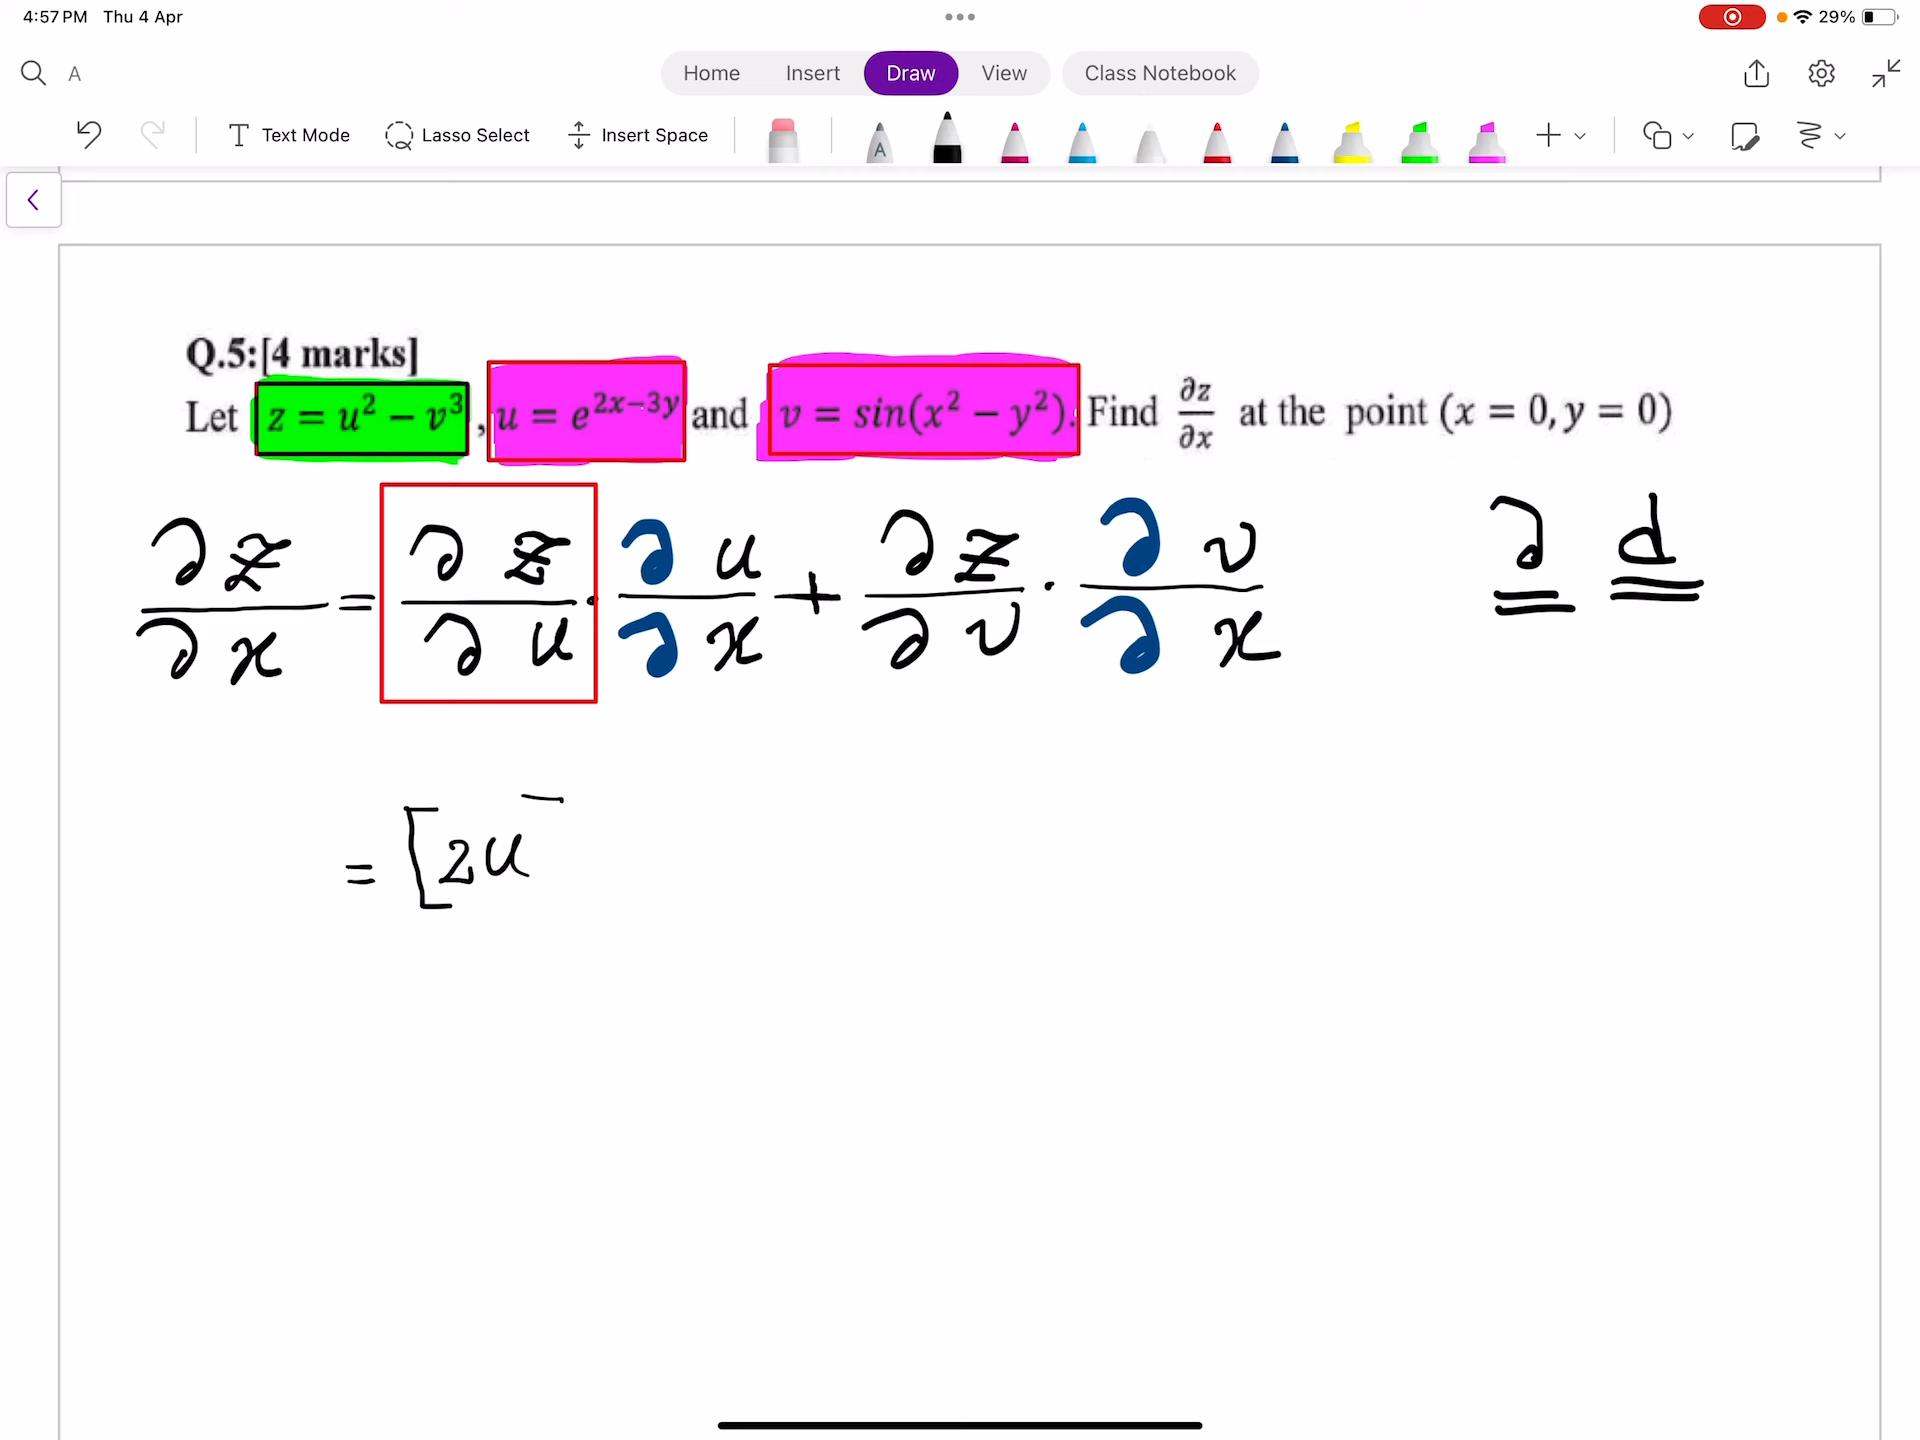 4:57 PM Thu 4 Apr
29%
A
Home Insert Draw View Class Notebook
Text Mode Lasso Select Insert Space
A
Q.5:[4 marks]
Let z = u² − v³, u = e^{2x−3y} and v = sin(x² − y²). Find ∂z/∂x at the point (x = 0, y = 0)
∂z/∂x = ∂z/∂u · ∂u/∂x + ∂z/∂v · ∂v/∂x ∂ d
= [2u